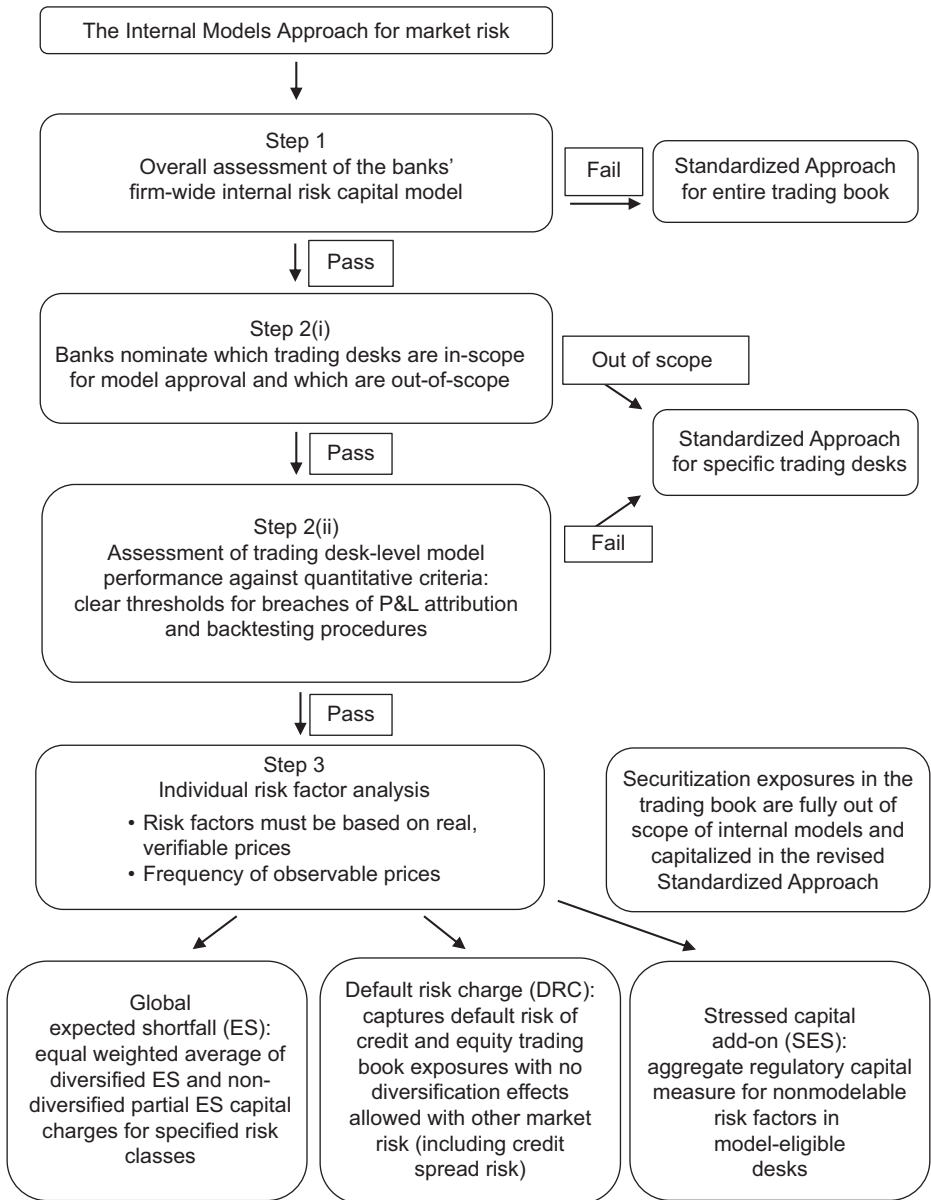 The Internal Models Approach for market risk
Step 1
Overall assessment of the banks’
firm-wide internal risk capital model
Fail
Standardized Approach
for entire trading book
Pass
Step 2(i)
Banks nominate which trading desks are in-scope
for model approval and which are out-of-scope
Out of scope
Standardized Approach
for specific trading desks
Pass
Step 2(ii)
Assessment of trading desk-level model
performance against quantitative criteria:
clear thresholds for breaches of P&L attribution
and backtesting procedures
Fail
Pass
Step 3
Individual risk factor analysis
• Risk factors must be based on real,
verifiable prices
• Frequency of observable prices
Securitization exposures in the
trading book are fully out of
scope of internal models and
capitalized in the revised
Standardized Approach
Global
expected shortfall (ES):
equal weighted average of
diversified ES and non-
diversified partial ES capital
charges for specified risk
classes
Default risk charge (DRC):
captures default risk of
credit and equity trading
book exposures with no
diversification effects
allowed with other market
risk (including credit
spread risk)
Stressed capital
add-on (SES):
aggregate regulatory capital
measure for nonmodelable
risk factors in
model-eligible
desks